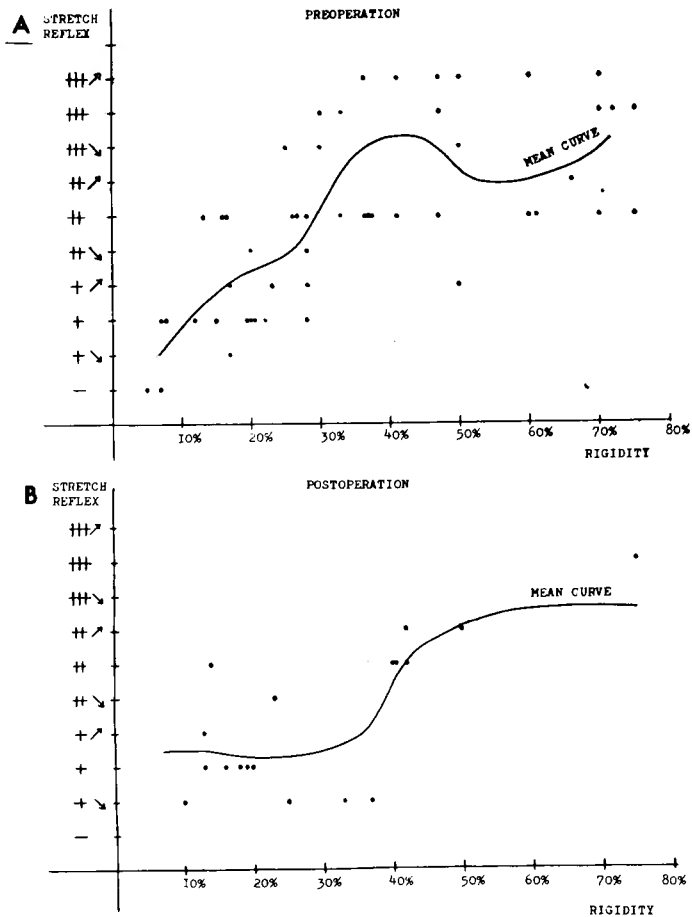 A STRETCH REFLEX
PREOPERATION
+++↗
+++
+++↘
++↗
++
++↘
+↗
+
+↘
−
MEAN CURVE
10% 20% 30% 40% 50% 60% 70% 80%
RIGIDITY
B STRETCH REFLEX
POSTOPERATION
+++↗
+++
+++↘
++↗
++
++↘
+↗
+
+↘
−
MEAN CURVE
10% 20% 30% 40% 50% 60% 70% 80%
RIGIDITY